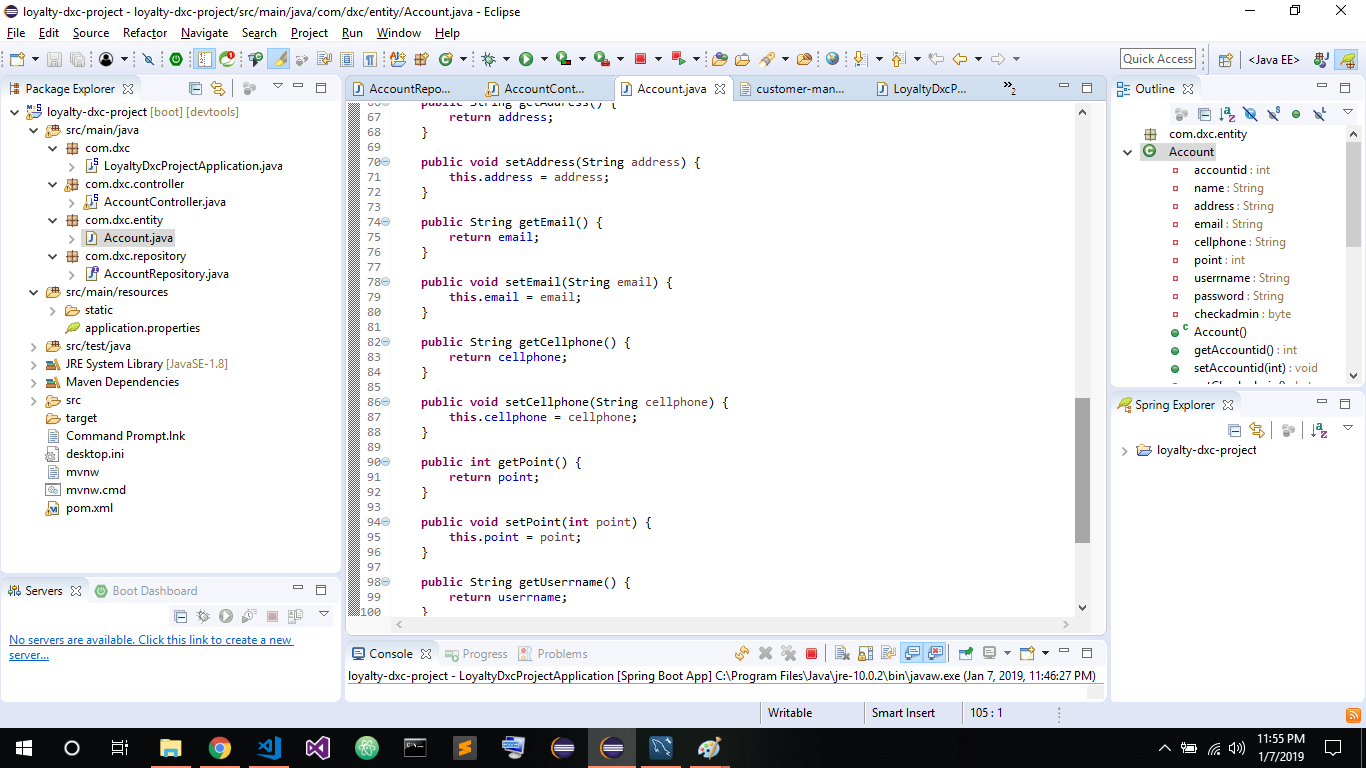 loyalty-dxc-project - loyalty-dxc-project/src/main/java/com/dxc/entity/Account.java - Eclipse
File Edit Source Refactor Navigate Search Project Run Window Help
Quick Access
<Java EE>
Package Explorer
loyalty-dxc-project [boot] [devtools]
src/main/java
com.dxc
LoyaltyDxcProjectApplication.java
com.dxc.controller
AccountController.java
com.dxc.entity
Account.java
com.dxc.repository
AccountRepository.java
src/main/resources
static
application.properties
src/test/java
JRE System Library [JavaSE-1.8]
Maven Dependencies
src
target
Command Prompt.lnk
desktop.ini
mvnw
mvnw.cmd
pom.xml
Servers
Boot Dashboard
No servers are available. Click this link to create a new
server...
AccountRepo... AccountCont... Account.java customer-man... LoyaltyDxcP... »2
66 public String getAddress() {
67 return address;
68 }
69
70 public void setAddress(String address) {
71 this.address = address;
72 }
73
74 public String getEmail() {
75 return email;
76 }
77
78 public void setEmail(String email) {
79 this.email = email;
80 }
81
82 public String getCellphone() {
83 return cellphone;
84 }
85
86 public void setCellphone(String cellphone) {
87 this.cellphone = cellphone;
88 }
89
90 public int getPoint() {
91 return point;
92 }
93
94 public void setPoint(int point) {
95 this.point = point;
96 }
97
98 public String getUserrname() {
99 return userrname;
100 }
Console Progress Problems
loyalty-dxc-project - LoyaltyDxcProjectApplication [Spring Boot App] C:\Program Files\Java\jre-10.0.2\bin\javaw.exe (Jan 7, 2019, 11:46:27 PM)
Outline
com.dxc.entity
Account
accountid : int
name : String
address : String
email : String
cellphone : String
point : int
userrname : String
password : String
checkadmin : byte
Account()
getAccountid() : int
setAccountid(int) : void
Spring Explorer
loyalty-dxc-project
Writable
Smart Insert
105 : 1
11:55 PM
1/7/2019